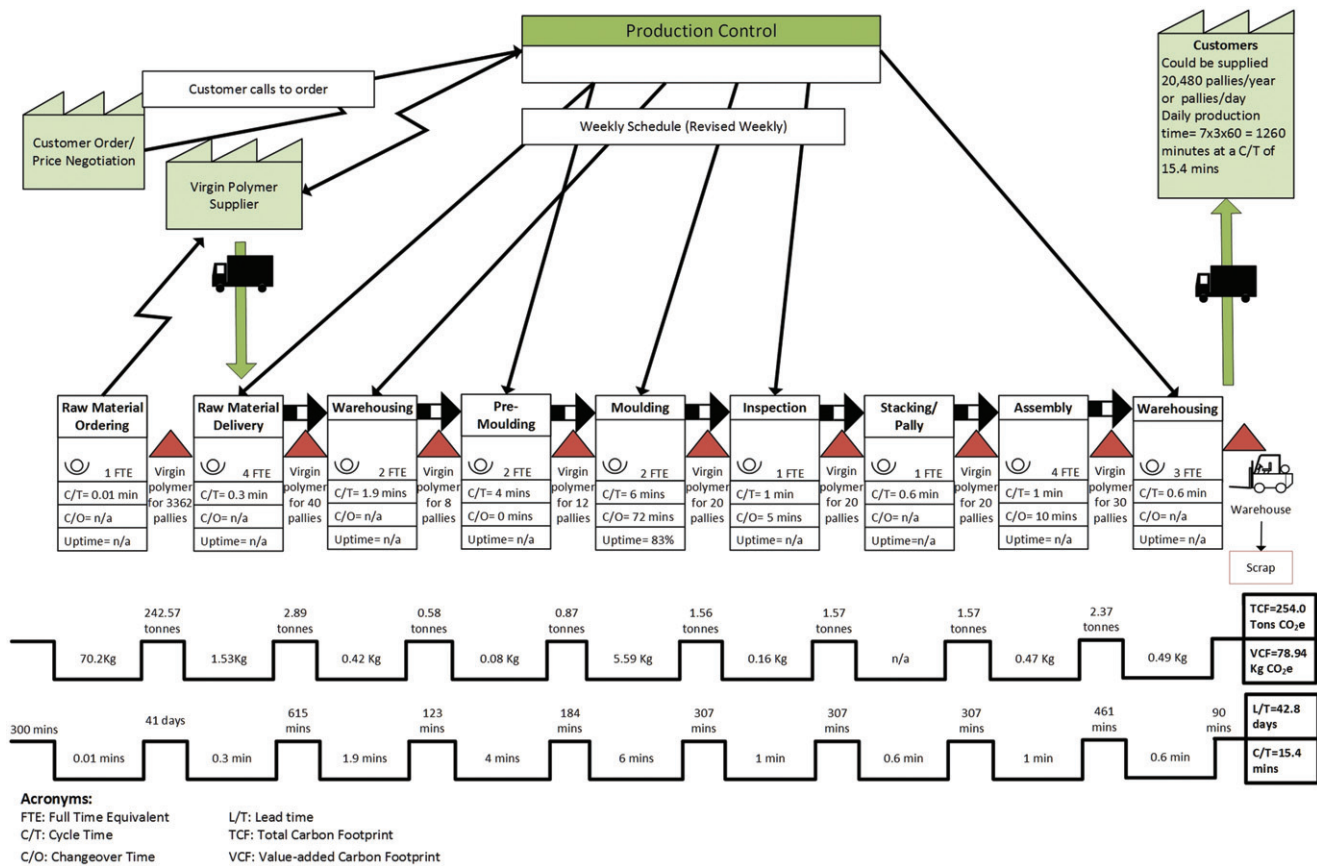 Production Control
Customers
Could be supplied
20,480 pallies/year
or pallies/day
Daily production
time= 7x3x60 = 1260
minutes at a C/T of
15.4 mins
Customer calls to order
Customer Order/
Price Negotiation
Weekly Schedule (Revised Weekly)
Virgin Polymer
Supplier
Raw Material
Ordering
1 FTE
C/T= 0.01 min
C/O= n/a
Uptime= n/a
Virgin
polymer
for 3362
pallies
Raw Material
Delivery
4 FTE
C/T= 0.3 min
C/O= n/a
Uptime= n/a
Virgin
polymer
for 40
pallies
Warehousing
2 FTE
C/T= 1.9 mins
C/O= n/a
Uptime= n/a
Virgin
polymer
for 8
pallies
Pre-
Moulding
2 FTE
C/T= 4 mins
C/O= 0 mins
Uptime= n/a
Virgin
polymer
for 12
pallies
Moulding
2 FTE
C/T= 6 mins
C/O= 72 mins
Uptime= 83%
Virgin
polymer
for 20
pallies
Inspection
1 FTE
C/T= 1 min
C/O= 5 mins
Uptime= n/a
Virgin
polymer
for 20
pallies
Stacking/
Pally
1 FTE
C/T= 0.6 min
C/O= n/a
Uptime=n/a
Virgin
polymer
for 20
pallies
Assembly
4 FTE
C/T= 1 min
C/O= 10 mins
Uptime= n/a
Virgin
polymer
for 30
pallies
Warehousing
3 FTE
C/T= 0.6 min
C/O= n/a
Uptime= n/a
Warehouse
Scrap
242.57
tonnes
2.89
tonnes
0.58
tonnes
0.87
tonnes
1.56
tonnes
1.57
tonnes
1.57
tonnes
2.37
tonnes
TCF=254.0
Tons CO₂e
70.2Kg
1.53Kg
0.42 Kg
0.08 Kg
5.59 Kg
0.16 Kg
n/a
0.47 Kg
0.49 Kg
VCF=78.94
Kg CO₂e
300 mins
41 days
615
mins
123
mins
184
mins
307
mins
307
mins
307
mins
461
mins
90
mins
L/T=42.8
days
0.01 mins
0.3 min
1.9 mins
4 mins
6 mins
1 min
0.6 min
1 min
0.6 min
C/T=15.4
mins
Acronyms:
FTE: Full Time Equivalent
L/T: Lead time
C/T: Cycle Time
TCF: Total Carbon Footprint
C/O: Changeover Time
VCF: Value-added Carbon Footprint